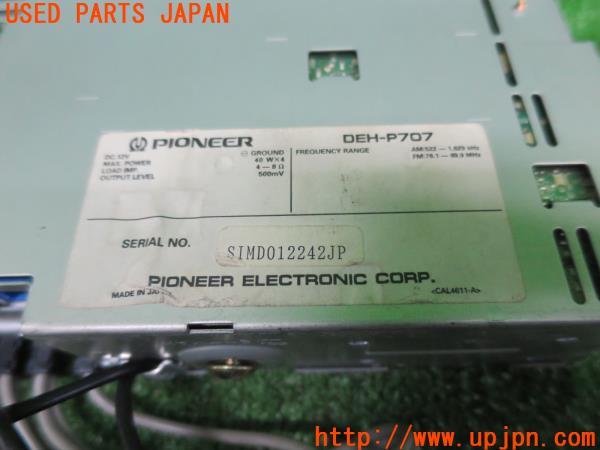 USED PARTS JAPAN
PIONEER DEH-P707
DC 12V GROUND
MAX. POWER 40 W×4
LOAD IMP. 4 — 8 Ω
OUTPUT LEVEL 500mV
FREQUENCY RANGE AM:522 — 1,629 kHz
FM:76.1 — 89.9 MHz
SERIAL NO. SIMD012242JP
PIONEER ELECTRONIC CORP.
MADE IN <CAL4611-A>
http://www.upjpn.com